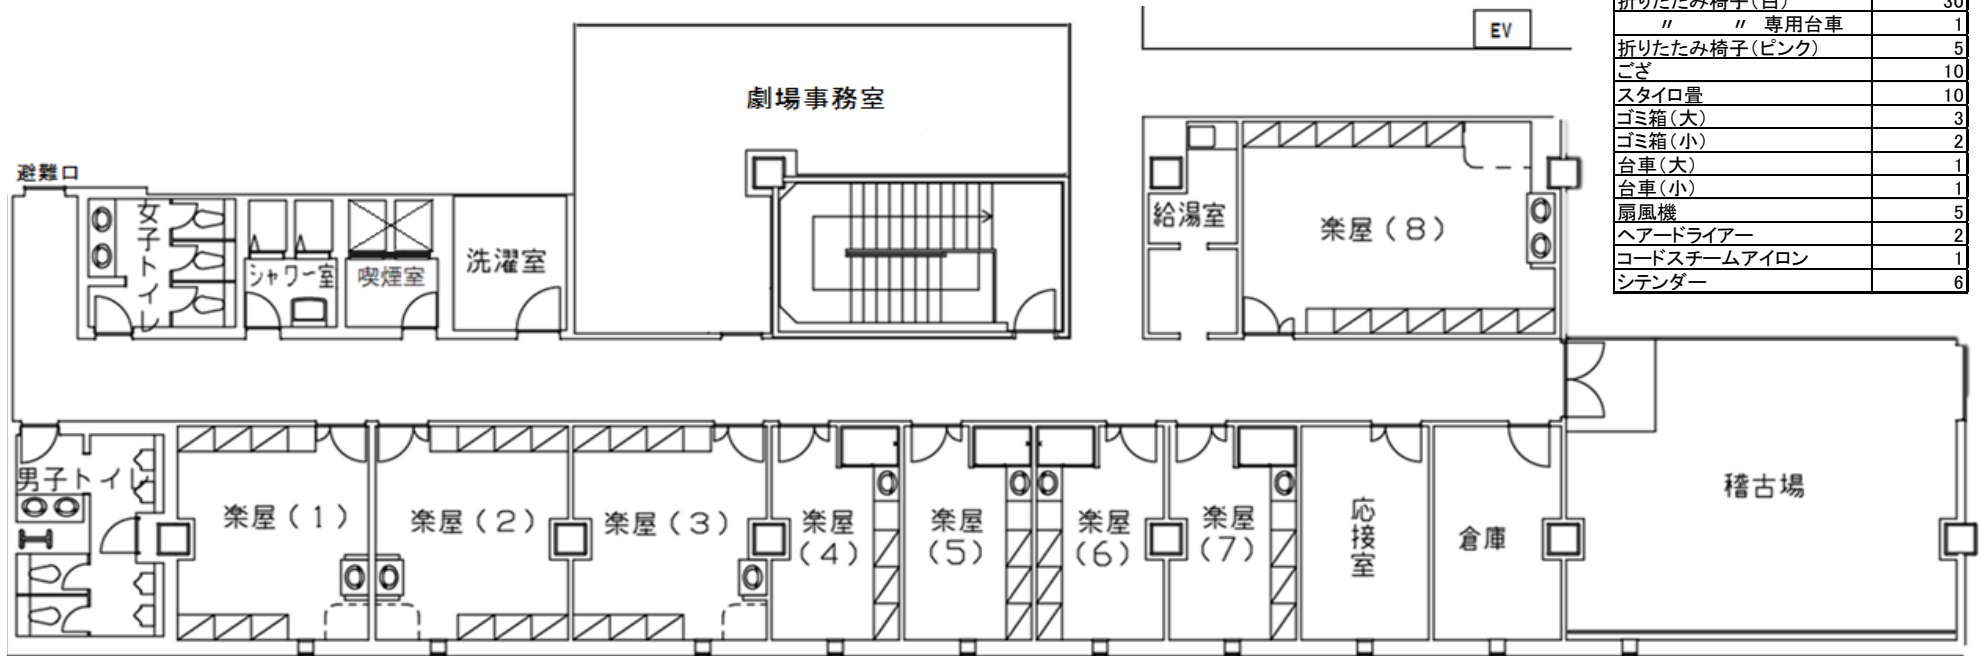 折りたたみ椅子(白) 30
〃 〃 専用台車 1
折りたたみ椅子(ピンク) 5
ござ 10
スタイロ畳 10
ゴミ箱(大) 3
ゴミ箱(小) 2
台車(大) 1
台車(小) 1
扇風機 5
ヘアードライアー 2
コードスチームアイロン 1
シテンダー 6
EV
劇場事務室
避難口
女子トイレ
シャワー室
喫煙室
洗濯室
給湯室
楽屋(8)
男子トイレ
楽屋(1)
楽屋(2)
楽屋(3)
楽屋
(4)
楽屋
(5)
楽屋
(6)
楽屋
(7)
応接室
倉庫
稽古場